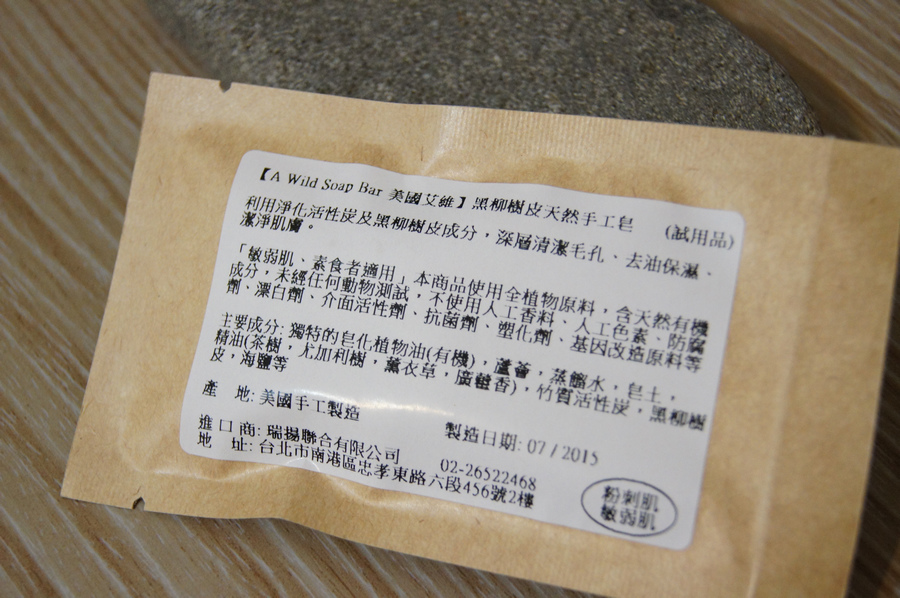 【A Wild Soap Bar 美國艾維】黑柳樹皮天然手工皂 (試用品)
利用淨化活性炭及黑柳樹皮成分，深層清潔毛孔、去油保濕、
潔淨肌膚。
「敏弱肌、素食者適用」本商品使用全植物原料，含天然有機
成分，未經任何動物測試，不使用人工香料、人工色素、防腐
劑、漂白劑、介面活性劑、抗菌劑、塑化劑、基因改造原料等
主要成分: 獨特的皂化植物油(有機)，蘆薈，蒸餾水，皂土，
精油(茶樹，尤加利樹，薰衣草，廣藿香)，竹質活性炭，黑柳樹
皮，海鹽等
產 地: 美國手工製造
製造日期: 07 / 2015
進口商: 瑞揚聯合有限公司 02-26522468
地 址: 台北市南港區忠孝東路六段456號2樓
粉刺肌
敏弱肌